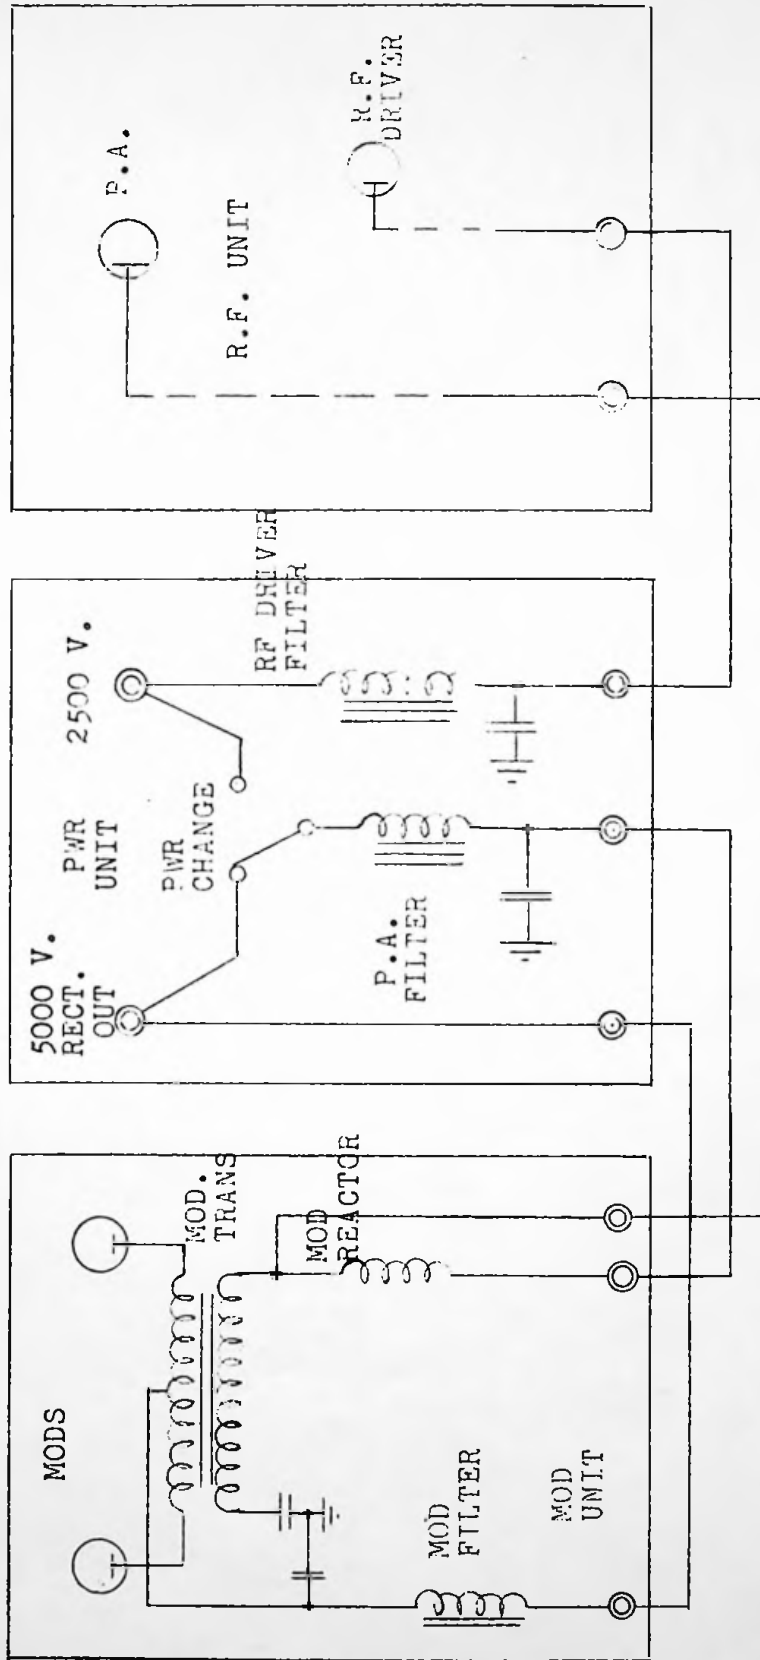 MODS
MOD.
TRANS
MOD
REACTOR
MOD
FILTER
MOD
UNIT
5000 V.
RECT.
OUT
PWR
UNIT
2500 V.
PWR
CHANGE
RF DRIVER
FILTER
P.A.
FILTER
P.A.
R.F. UNIT
R.F.
DRIVER